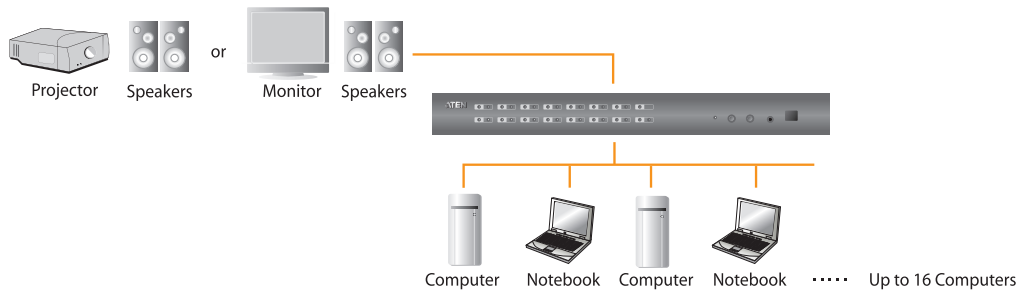 or
Projector
Speakers
Monitor
Speakers
ATEN
Computer
Notebook
Computer
Notebook
..... Up to 16 Computers